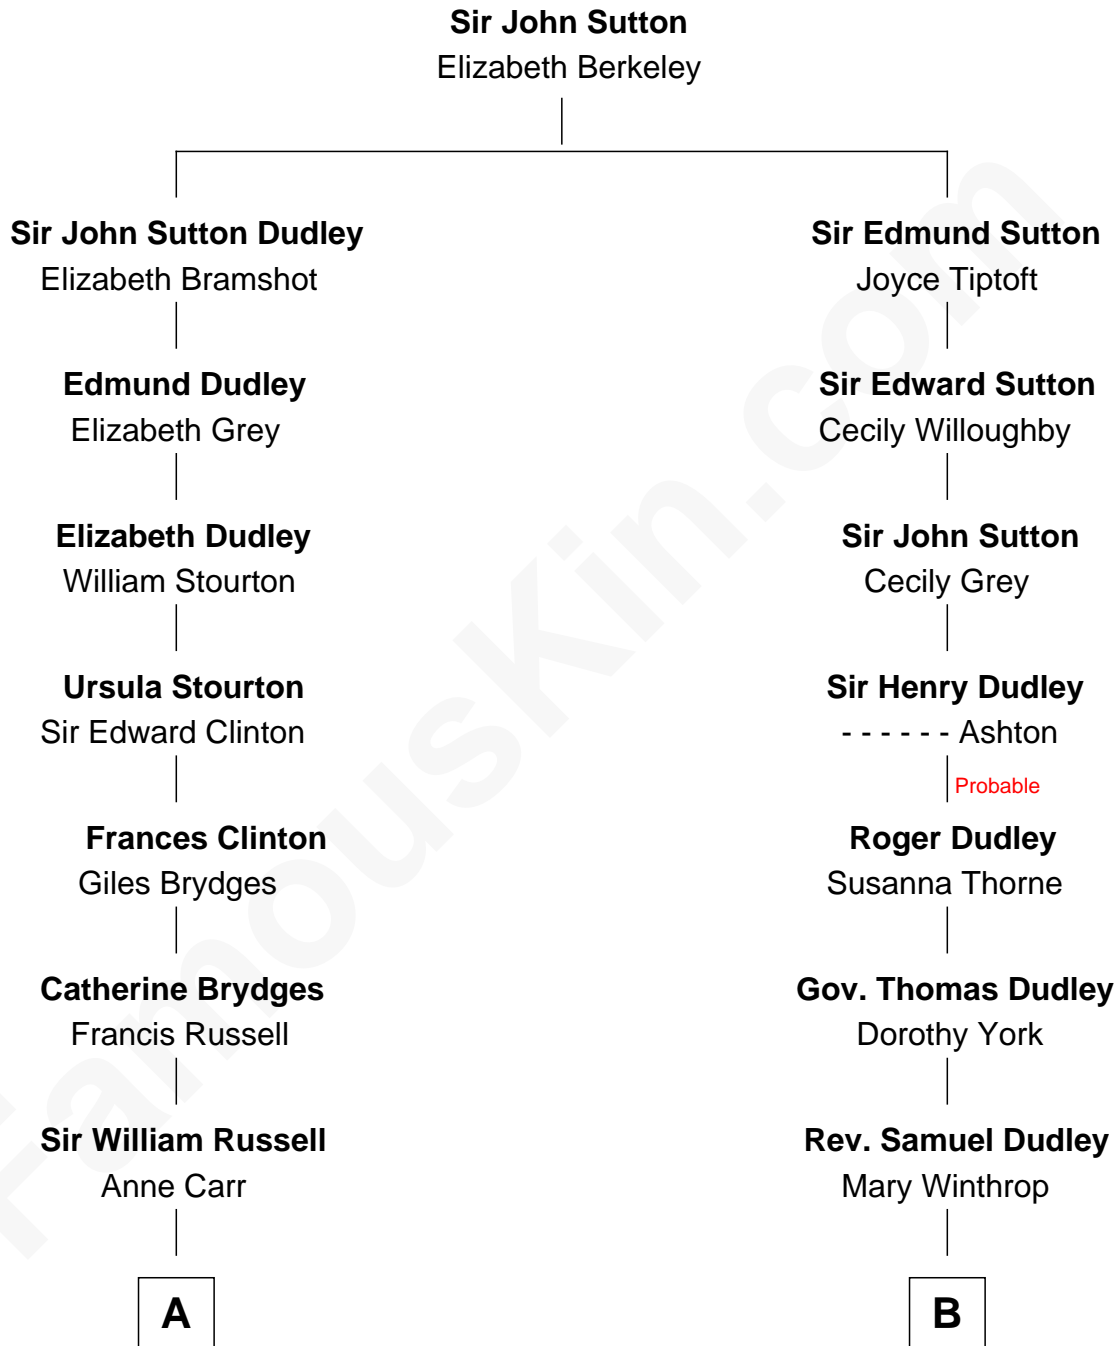 Sir John Sutton
Elizabeth Berkeley
Sir John Sutton Dudley
Elizabeth Bramshot
Sir Edmund Sutton
Joyce Tiptoft
Edmund Dudley
Elizabeth Grey
Sir Edward Sutton
Cecily Willoughby
Elizabeth Dudley
William Stourton
Sir John Sutton
Cecily Grey
Ursula Stourton
Sir Edward Clinton
Sir Henry Dudley
- - - - - - Ashton
Probable
Frances Clinton
Giles Brydges
Roger Dudley
Susanna Thorne
Catherine Brydges
Francis Russell
Gov. Thomas Dudley
Dorothy York
Sir William Russell
Anne Carr
Rev. Samuel Dudley
Mary Winthrop
A
B
FamousKin.com